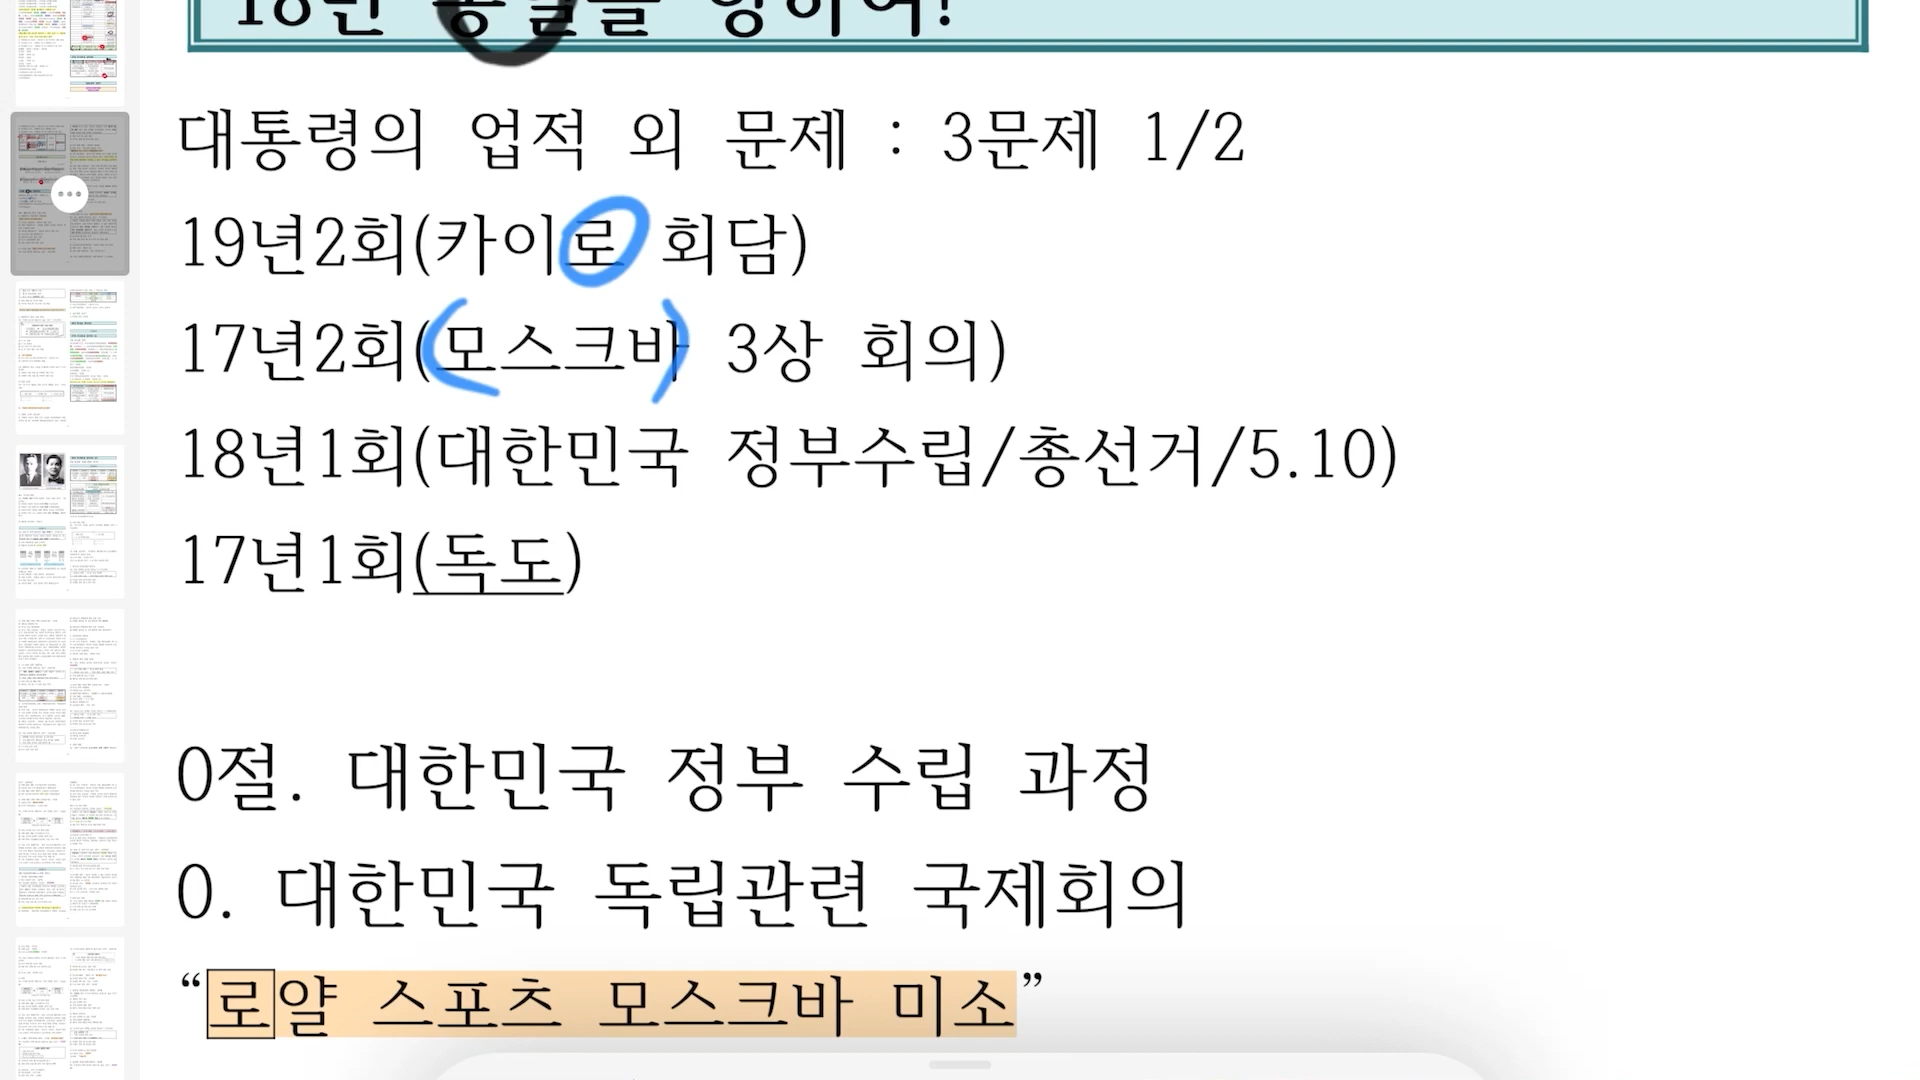 대통령의 업적 외 문제 : 3문제 1/2
19년2회(카이로 회담)
17년2회(모스크바 3상 회의)
18년1회(대한민국 정부수립/총선거/5.10)
17년1회(독도)
0절. 대한민국 정부 수립 과정
0. 대한민국 독립관련 국제회의
“로얄 스포츠 모스크바 미소”